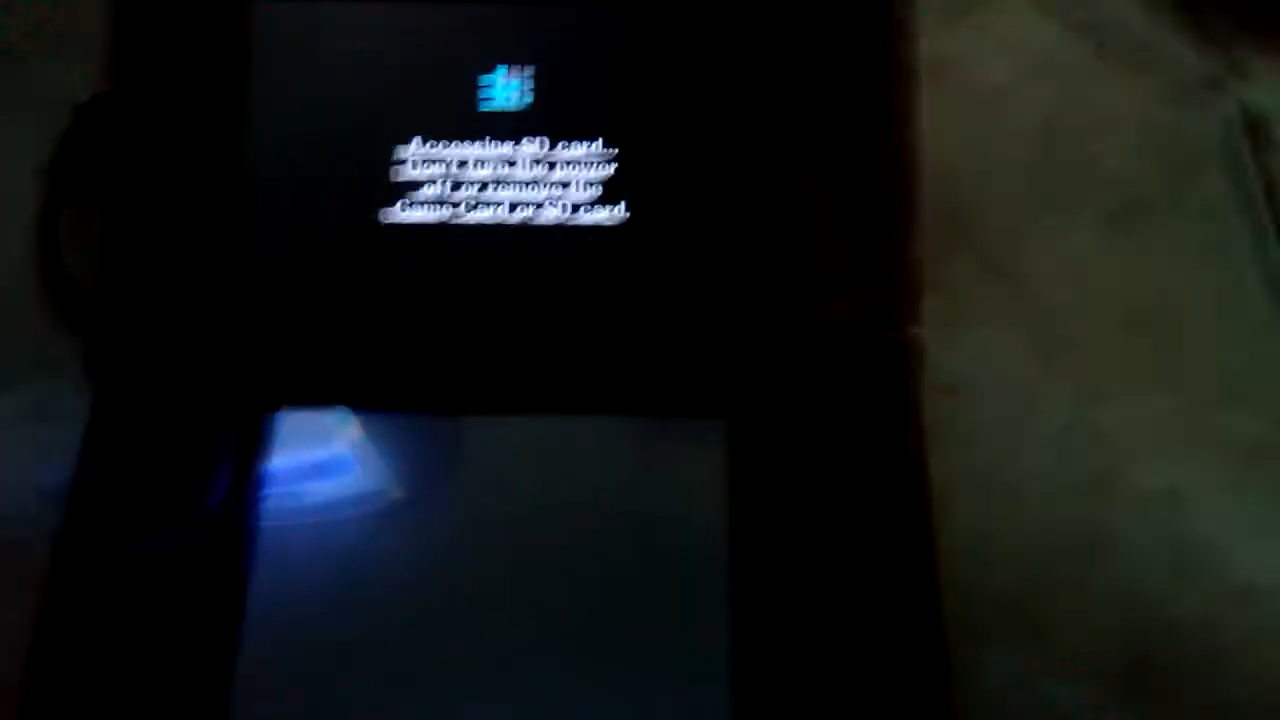 Accessing SD card...
Don't turn the power
off or remove the
Game Card or SD card.